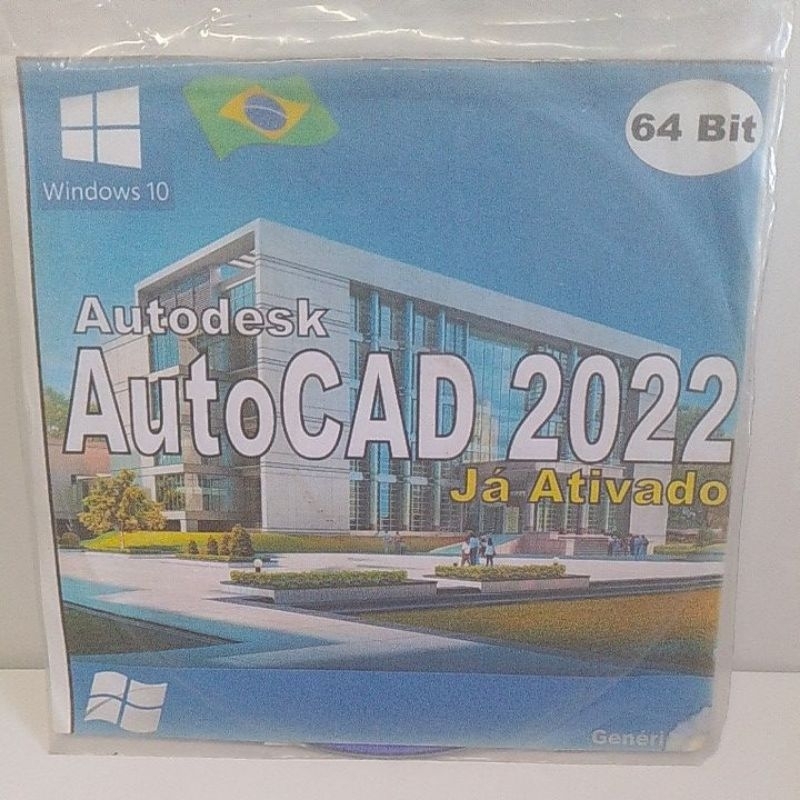 Windows 10
64 Bit
Autodesk
AutoCAD 2022
Já Ativado